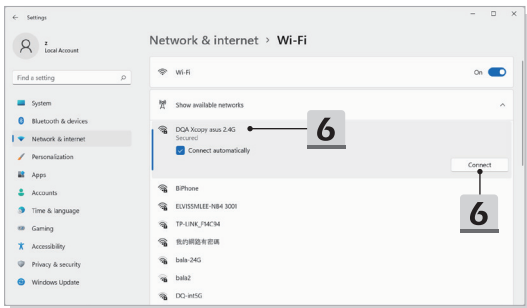 Settings
z
Local Account
Find a setting
System
Bluetooth & devices
Network & internet
Personalization
Apps
Accounts
Time & language
Gaming
Accessibility
Privacy & security
Windows Update
Network & internet > Wi-Fi
Wi-Fi
On
Show available networks
DQA Xcopy asus 2.4G
Secured
6
Connect automatically
Connect
6
BiPhone
ELVISSMLEE-NB4 3001
TP-LINK_F14C94
我的網路有密碼
bala-24G
bala2
DQ-int5G